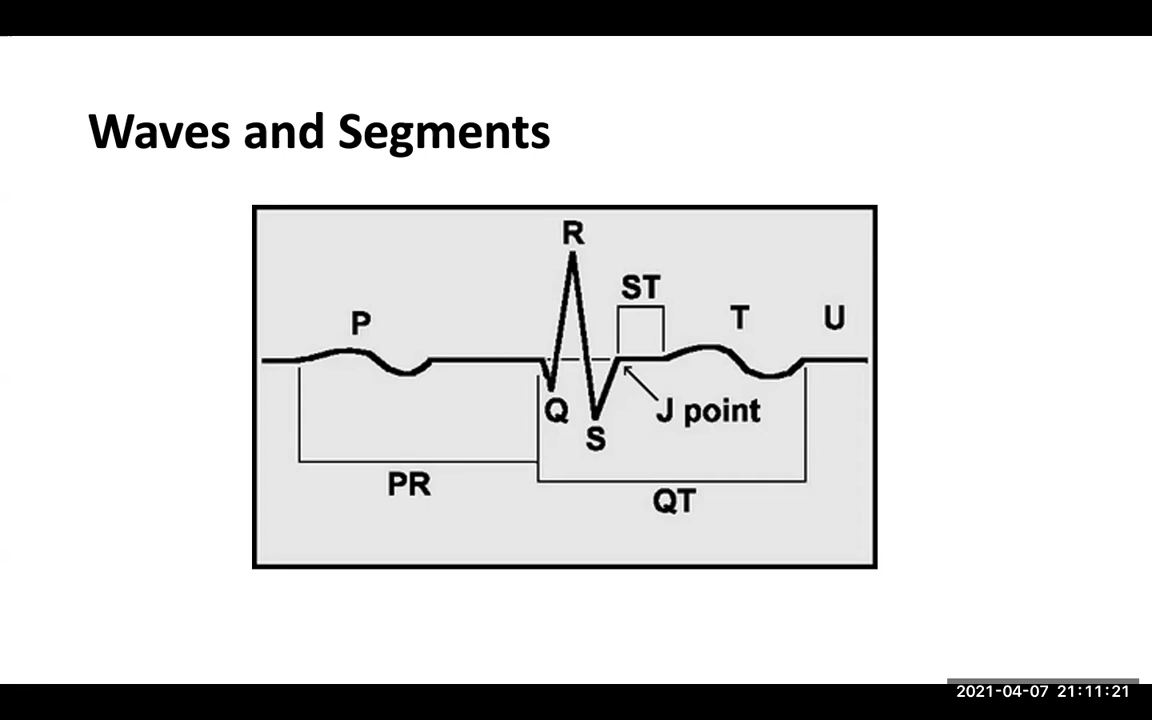 Waves and Segments
R
ST
P
T
U
Q
J point
S
PR
QT
2021-04-07 21:11:21